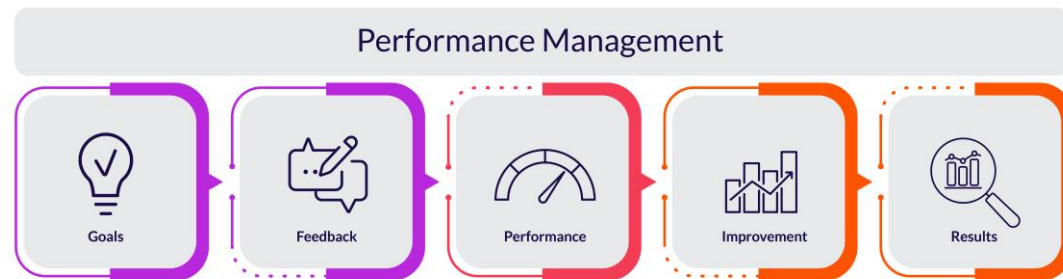 Performance Management
Goals
Feedback
Performance
Improvement
Results